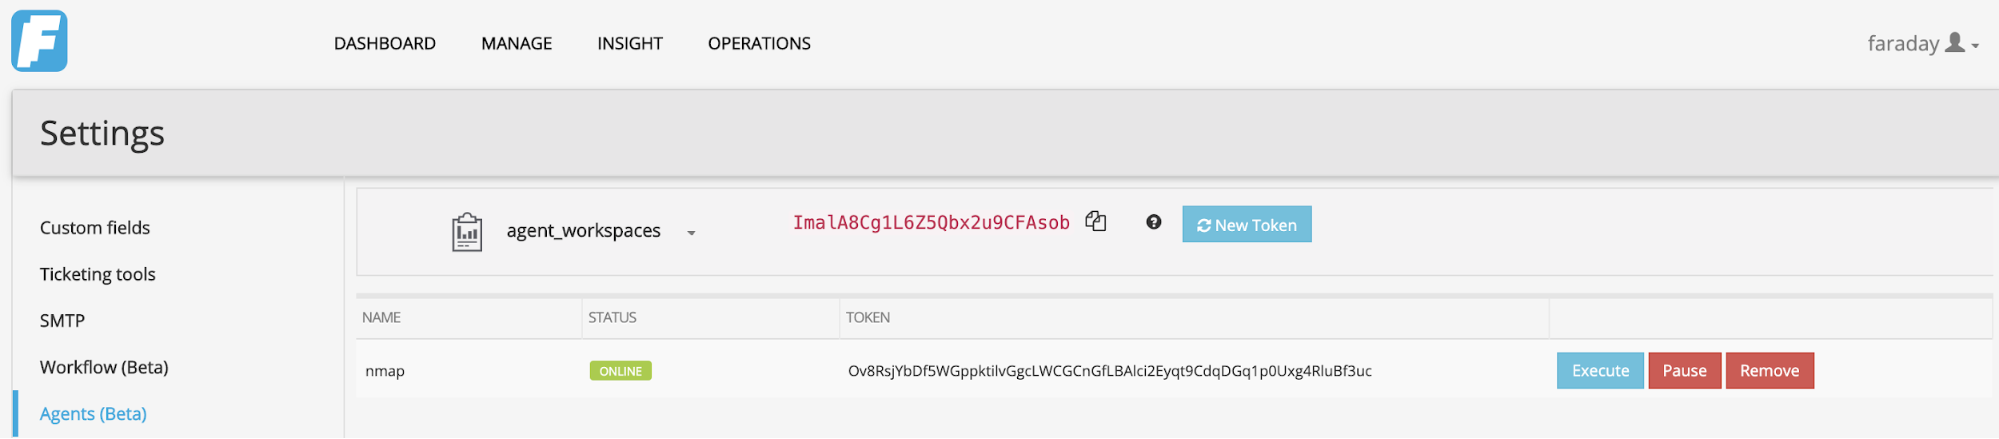 F
DASHBOARD MANAGE INSIGHT OPERATIONS faraday
Settings
Custom fields
Ticketing tools
SMTP
Workflow (Beta)
Agents (Beta)
agent_workspaces ImalA8Cg1L6Z5Qbx2u9CFAsob New Token
NAME STATUS TOKEN
nmap ONLINE Ov8RsjYbDf5WGppktilvGgcLWCGCnGfLBAlci2Eyqt9CdqDGq1p0Uxg4RluBf3uc Execute Pause Remove